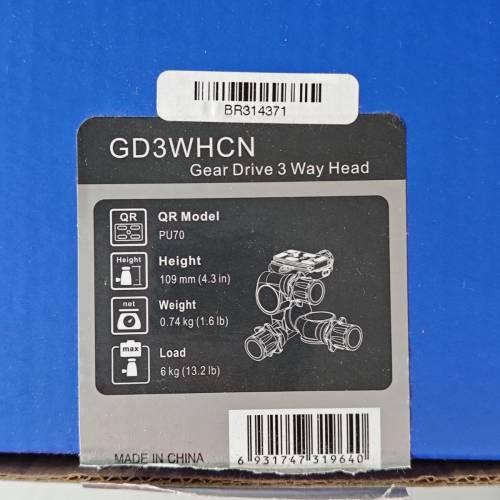 BR314371
GD3WHCN
Gear Drive 3 Way Head
QR
QR Model
PU70
Height
Height
109 mm (4.3 in)
net
Weight
0.74 kg (1.6 lb)
max
Load
6 kg (13.2 lb)
MADE IN CHINA
6 931747 319640